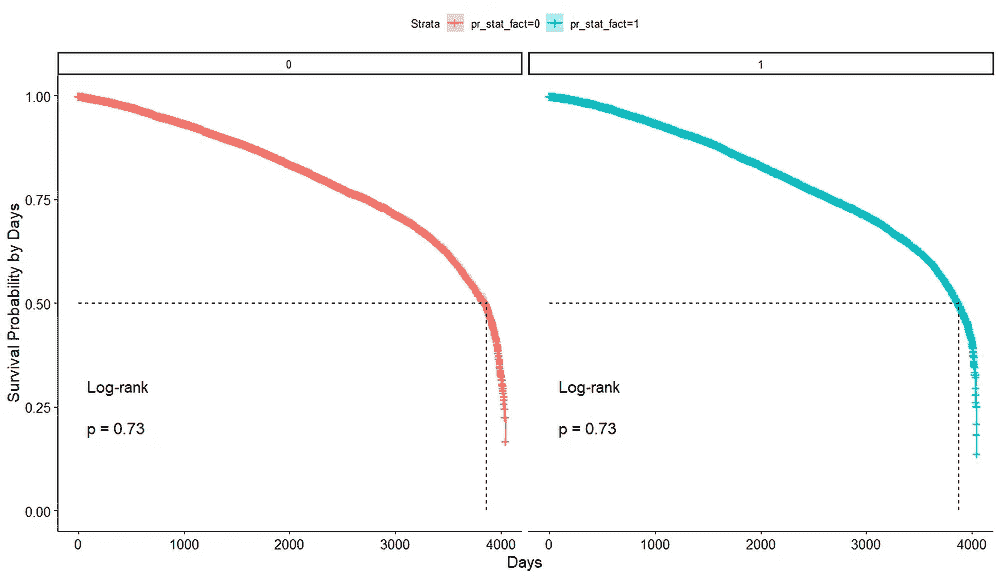 Strata pr_stat_fact=0 pr_stat_fact=1
0 1
1.00
0.75
0.50
0.25
0.00
Survival Probability by Days
Log-rank
p = 0.73
Log-rank
p = 0.73
0 1000 2000 3000 4000 0 1000 2000 3000 4000
Days